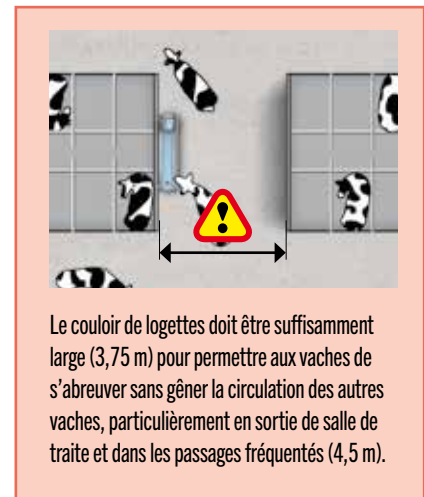 Le couloir de logettes doit être suffisamment
large (3,75 m) pour permettre aux vaches de
s'abreuver sans gêner la circulation des autres
vaches, particulièrement en sortie de salle de
traite et dans les passages fréquentés (4,5 m).